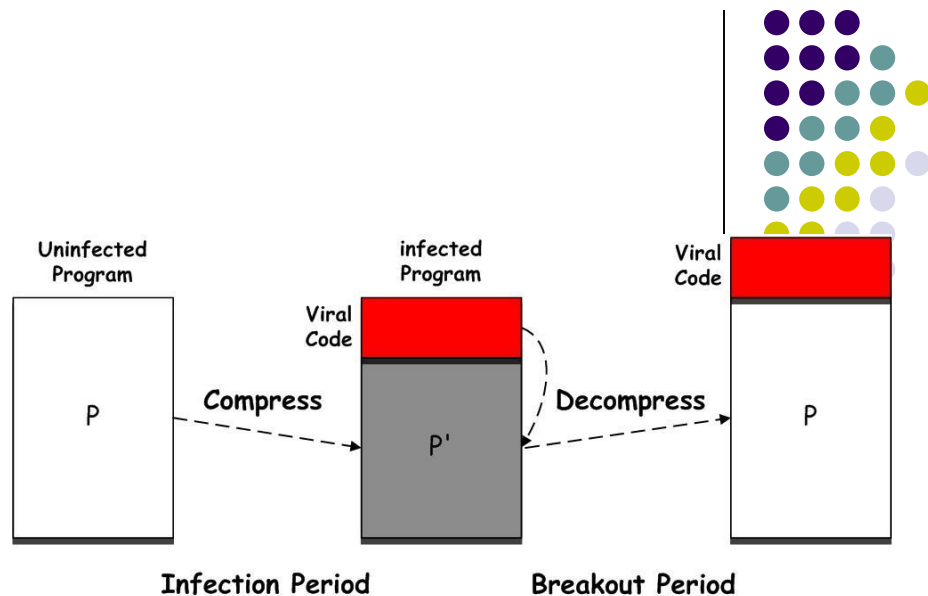 Uninfected
Program
P
Compress
infected
Program
Viral
Code
P'
Decompress
Viral
Code
P
Infection Period
Breakout Period